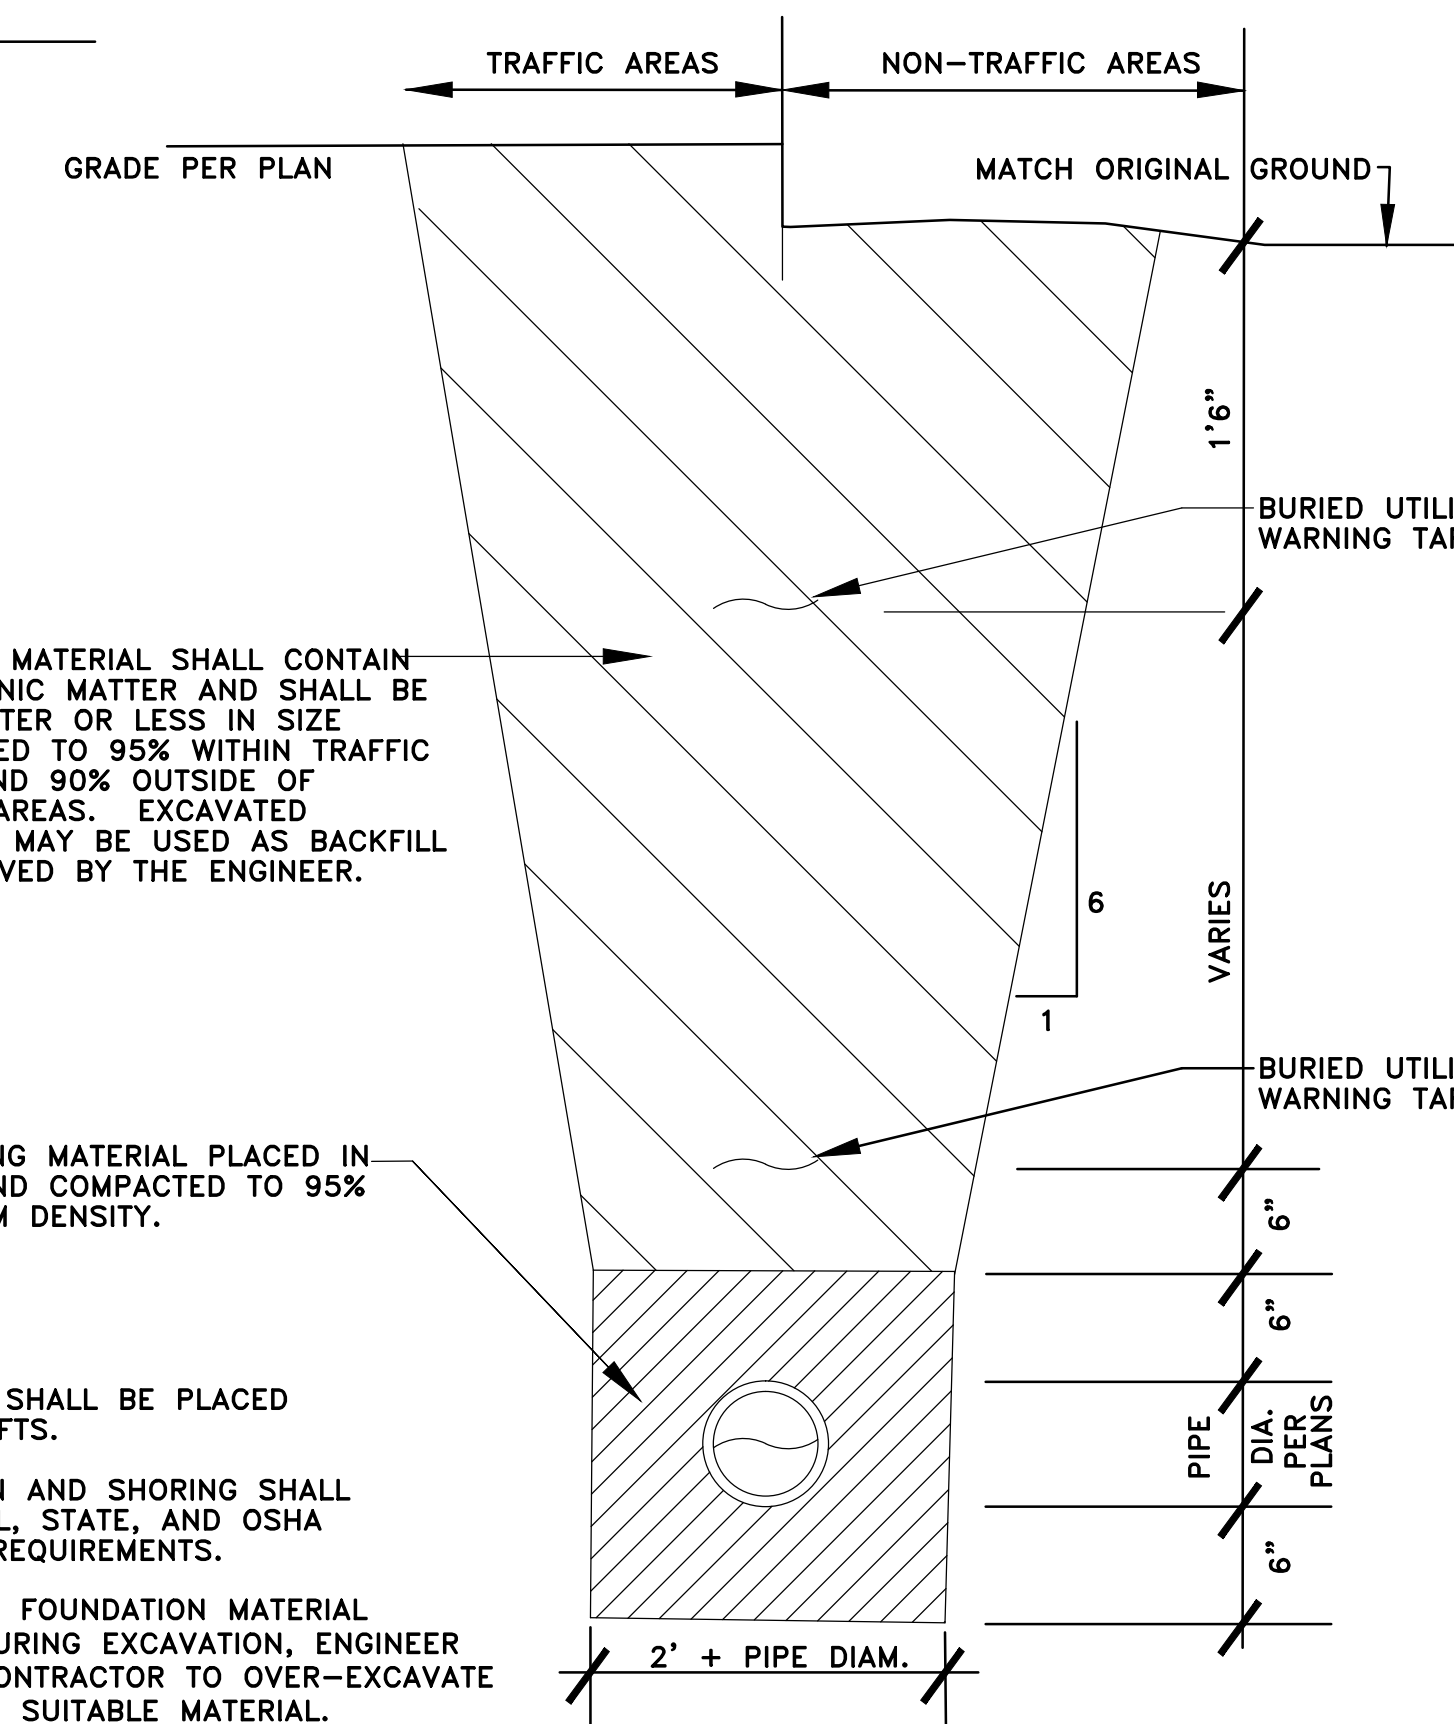 TRAFFIC AREAS
NON-TRAFFIC AREAS
GRADE PER PLAN
MATCH ORIGINAL GROUND
1'6"
BURIED UTILI
WARNING TAP
MATERIAL SHALL CONTAIN
NIC MATTER AND SHALL BE
TER OR LESS IN SIZE
ED TO 95% WITHIN TRAFFIC
ND 90% OUTSIDE OF
AREAS. EXCAVATED
MAY BE USED AS BACKFILL
VED BY THE ENGINEER.
6
1
VARIES
BURIED UTILI
WARNING TAP
NG MATERIAL PLACED IN
ND COMPACTED TO 95%
M DENSITY.
6"
6"
PIPE
DIA.
PER
PLANS
6"
SHALL BE PLACED
FTS.
N AND SHORING SHALL
L, STATE, AND OSHA
REQUIREMENTS.
FOUNDATION MATERIAL
URING EXCAVATION, ENGINEER
ONTRACTOR TO OVER-EXCAVATE
SUITABLE MATERIAL.
2' + PIPE DIAM.